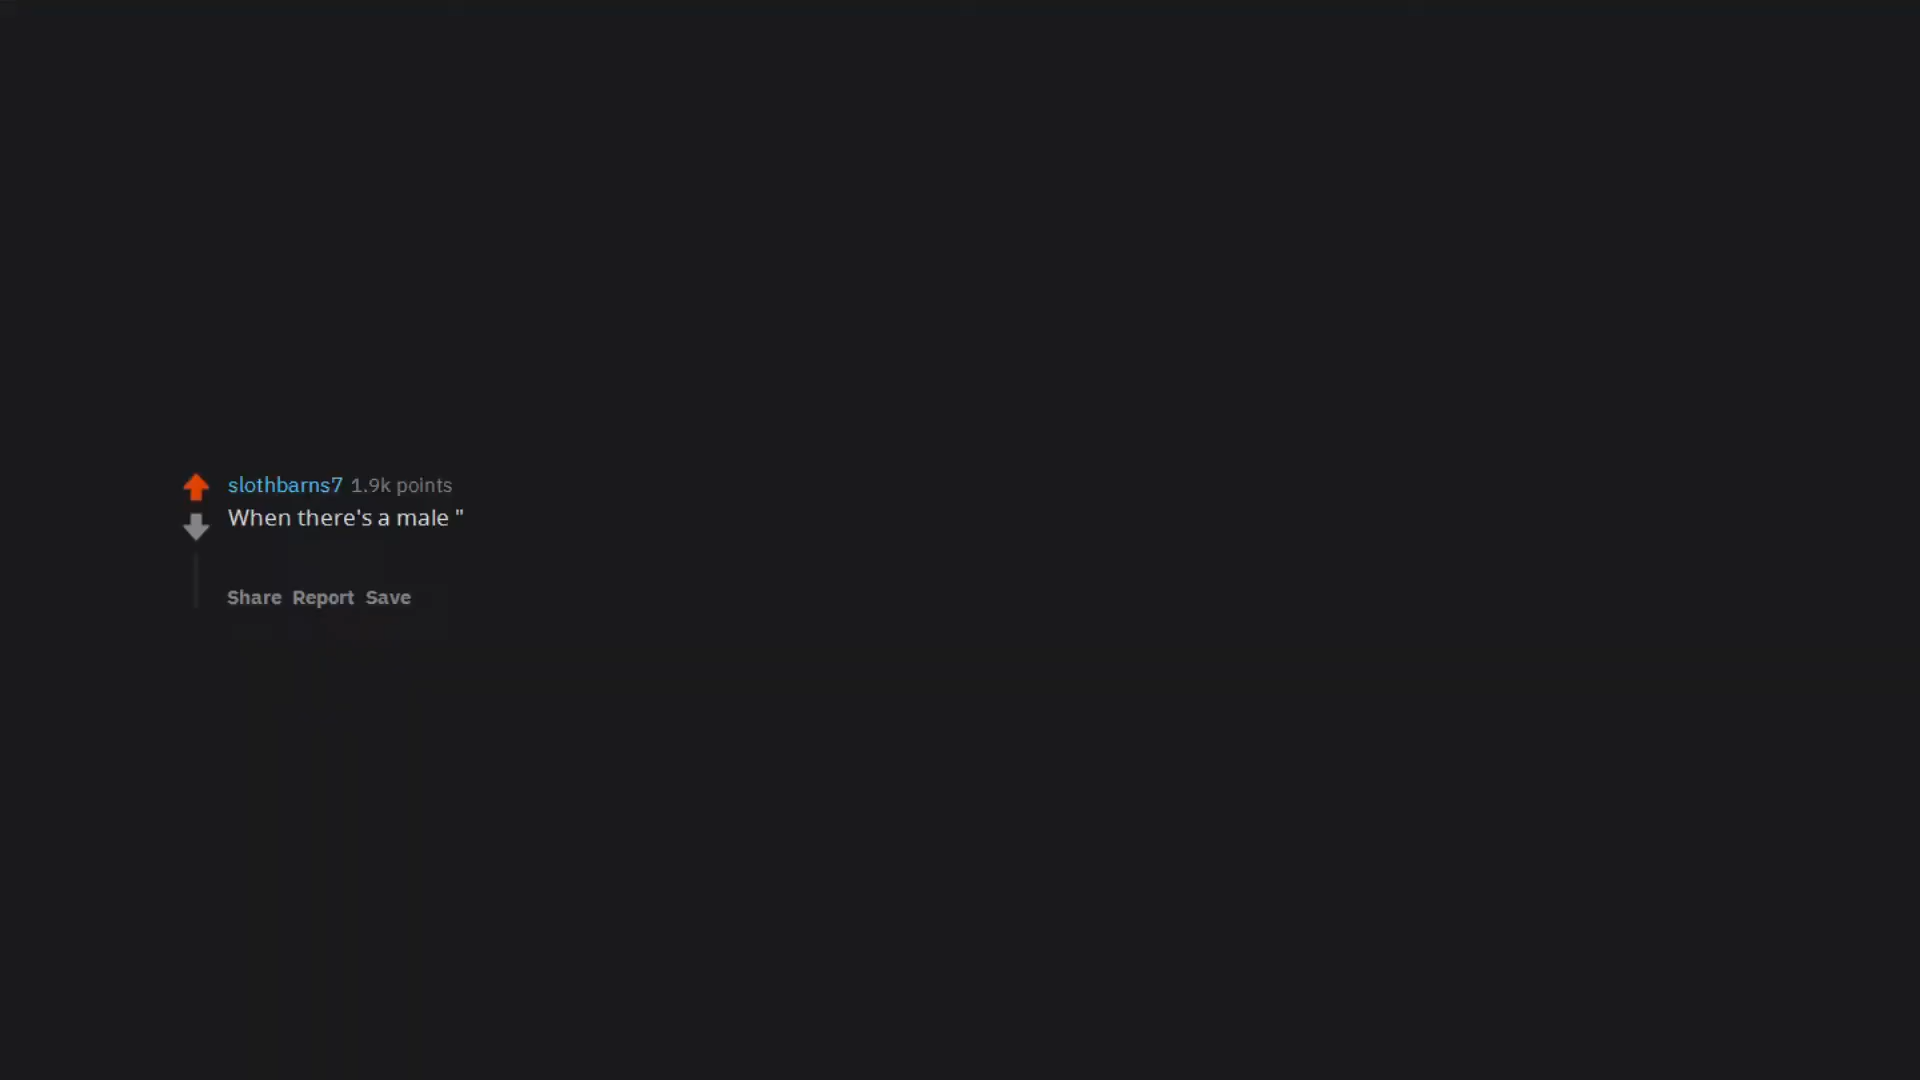 slothbarns7 1.9k points
When there's a male "
Share Report Save